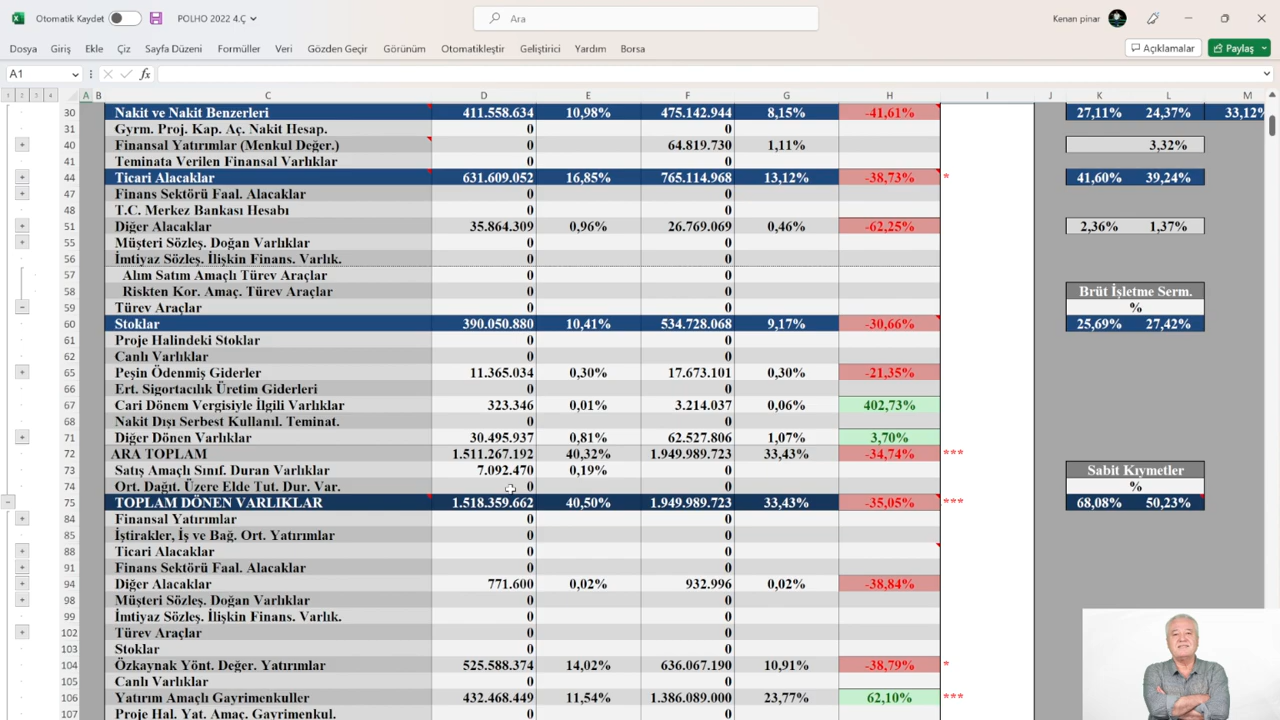 Otomatik Kaydet POLHO 2022 4.Ç Ara Kenan pinar
Dosya Giriş Ekle Çiz Sayfa Düzeni Formüller Veri Gözden Geçir Görünüm Otomatikleştir Geliştirici Yardım Borsa Açıklamalar Paylaş
A1 fx
1 2 3 4 A B C D E F G H I J K L M
30 Nakit ve Nakit Benzerleri 411.558.634 10,98% 475.142.944 8,15% -41,61% 27,11% 24,37% 33,12%
31 Gyrm. Proj. Kap. Aç. Nakit Hesap. 0 0
40 Finansal Yatırımlar (Menkul Değer.) 0 64.819.730 1,11% 3,32%
41 Teminata Verilen Finansal Varlıklar 0 0
44 Ticari Alacaklar 631.609.052 16,85% 765.114.968 13,12% -38,73% * 41,60% 39,24%
47 Finans Sektörü Faal. Alacaklar 0 0
48 T.C. Merkez Bankası Hesabı 0 0
51 Diğer Alacaklar 35.864.309 0,96% 26.769.069 0,46% -62,25% 2,36% 1,37%
55 Müşteri Sözleş. Doğan Varlıklar 0 0
56 İmtiyaz Sözleş. İlişkin Finans. Varlık. 0 0
57 Alım Satım Amaçlı Türev Araçlar 0 0
58 Riskten Kor. Amaç. Türev Araçlar 0 0 Brüt İşletme Serm.
59 Türev Araçlar 0 0 %
60 Stoklar 390.050.880 10,41% 534.728.068 9,17% -30,66% 25,69% 27,42%
61 Proje Halindeki Stoklar 0 0
62 Canlı Varlıklar 0 0
65 Peşin Ödenmiş Giderler 11.365.034 0,30% 17.673.101 0,30% -21,35%
66 Ert. Sigortacılık Üretim Giderleri 0 0
67 Cari Dönem Vergisiyle İlgili Varlıklar 323.346 0,01% 3.214.037 0,06% 402,73%
68 Nakit Dışı Serbest Kullanıl. Teminat. 0 0
71 Diğer Dönen Varlıklar 30.495.937 0,81% 62.527.806 1,07% 3,70%
72 ARA TOPLAM 1.511.267.192 40,32% 1.949.989.723 33,43% -34,74% ***
73 Satış Amaçlı Sınıf. Duran Varlıklar 7.092.470 0,19% 0 Sabit Kıymetler
74 Ort. Dağıt. Üzere Elde Tut. Dur. Var. 0 0 %
75 TOPLAM DÖNEN VARLIKLAR 1.518.359.662 40,50% 1.949.989.723 33,43% -35,05% *** 68,08% 50,23%
84 Finansal Yatırımlar 0 0
85 İştirakler, İş ve Bağ. Ort. Yatırımlar 0 0
88 Ticari Alacaklar 0 0
91 Finans Sektörü Faal. Alacaklar 0 0
94 Diğer Alacaklar 771.600 0,02% 932.996 0,02% -38,84%
98 Müşteri Sözleş. Doğan Varlıklar 0 0
99 İmtiyaz Sözleş. İlişkin Finans. Varlık. 0 0
102 Türev Araçlar 0 0
103 Stoklar 0 0
104 Özkaynak Yönt. Değer. Yatırımlar 525.588.374 14,02% 636.067.190 10,91% -38,79% *
105 Canlı Varlıklar 0 0
106 Yatırım Amaçlı Gayrimenkuller 432.468.449 11,54% 1.386.089.000 23,77% 62,10% ***
107 Proje Hal. Yat. Amaç. Gayrimenkul. 0 0